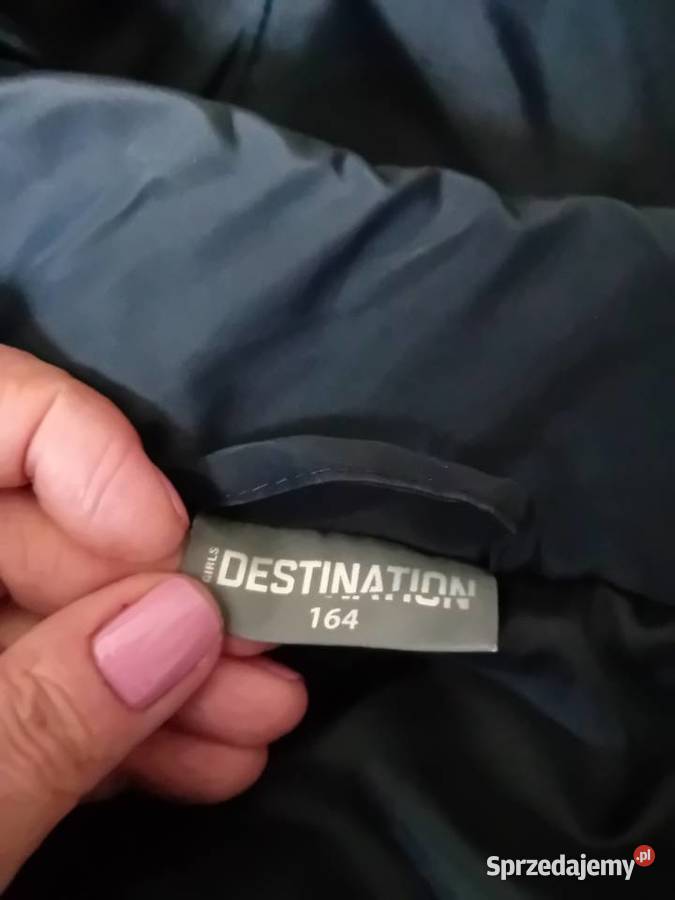 GIRLS
DESTINATION
164
Sprzedajemy.pl